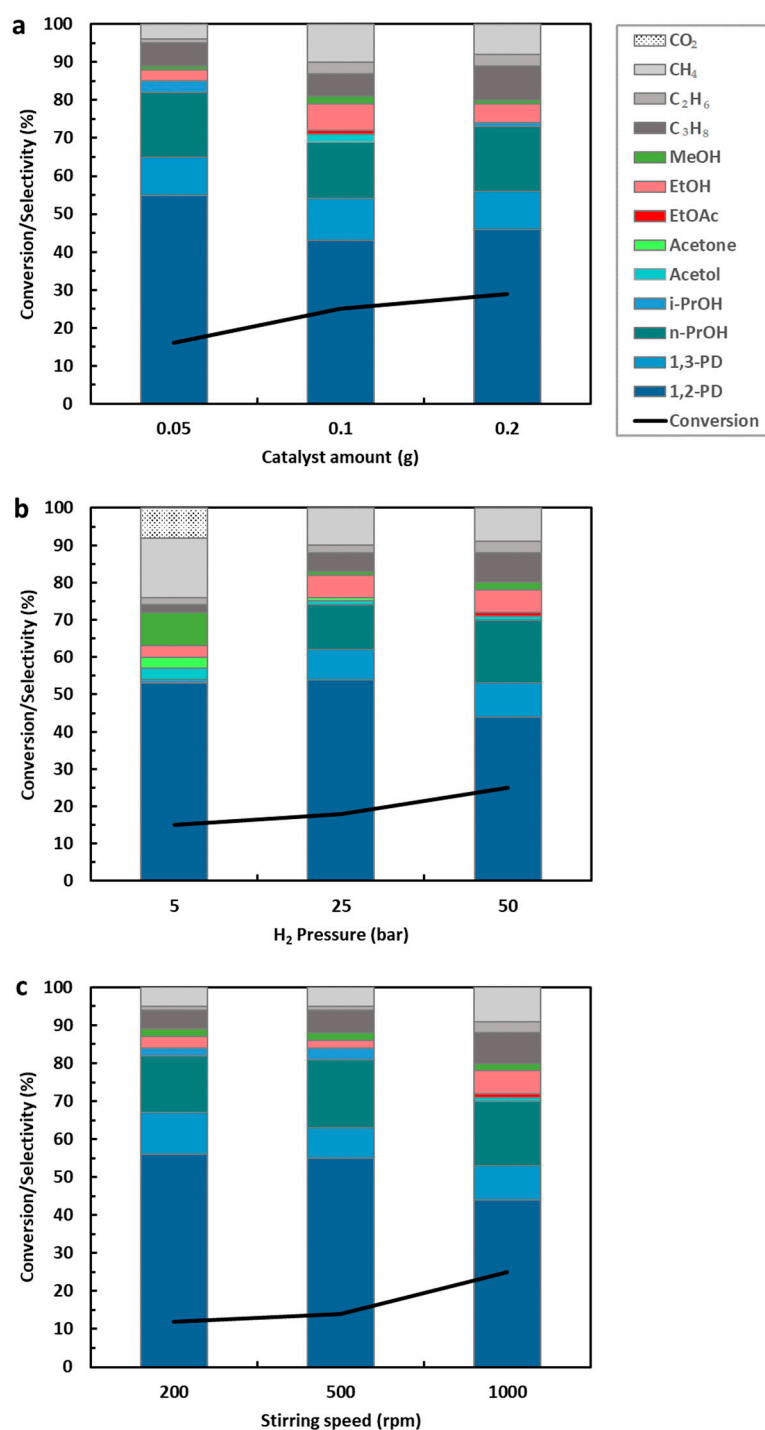 a
100
90
80
70
60
50
40
30
20
10
0
Conversion/Selectivity (%)
0.05 0.1 0.2
Catalyst amount (g)
CO₂
CH₄
C₂H₆
C₃H₈
MeOH
EtOH
EtOAc
Acetone
Acetol
i-PrOH
n-PrOH
1,3-PD
1,2-PD
Conversion
b
100
90
80
70
60
50
40
30
20
10
0
Conversion/Selectivity (%)
5 25 50
H₂ Pressure (bar)
c
100
90
80
70
60
50
40
30
20
10
0
Conversion/Selectivity (%)
200 500 1000
Stirring speed (rpm)